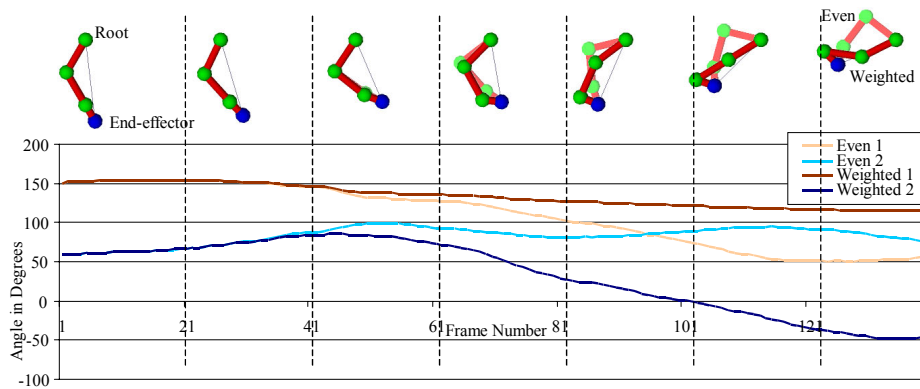 Root
End-effector
Even
Weighted
Even 1
Even 2
Weighted 1
Weighted 2
Angle in Degrees
200
150
100
50
0
-50
-100
1
21
41
61
81
101
121
Frame Number